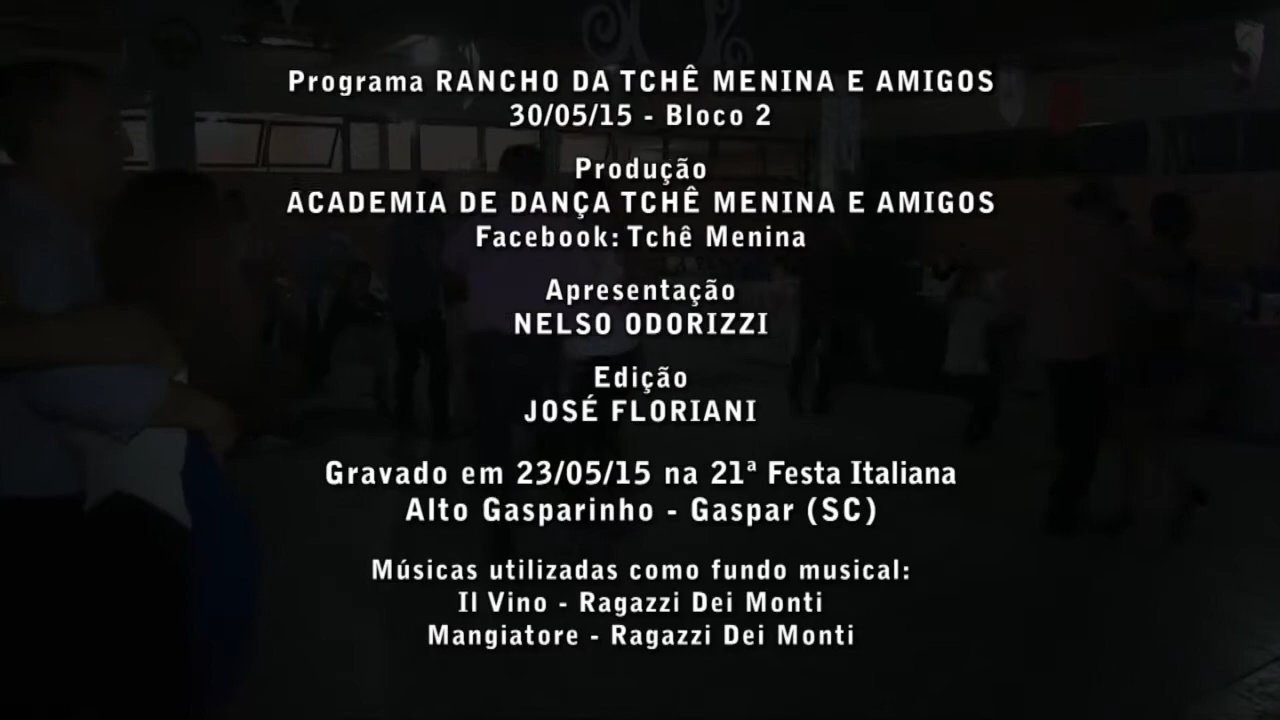 Programa RANCHO DA TCHÊ MENINA E AMIGOS
30/05/15 - Bloco 2
Produção
ACADEMIA DE DANÇA TCHÊ MENINA E AMIGOS
Facebook: Tchê Menina
Apresentação
NELSO ODORIZZI
Edição
JOSÉ FLORIANI
Gravado em 23/05/15 na 21ª Festa Italiana
Alto Gasparinho - Gaspar (SC)
Músicas utilizadas como fundo musical:
Il Vino - Ragazzi Dei Monti
Mangiatore - Ragazzi Dei Monti